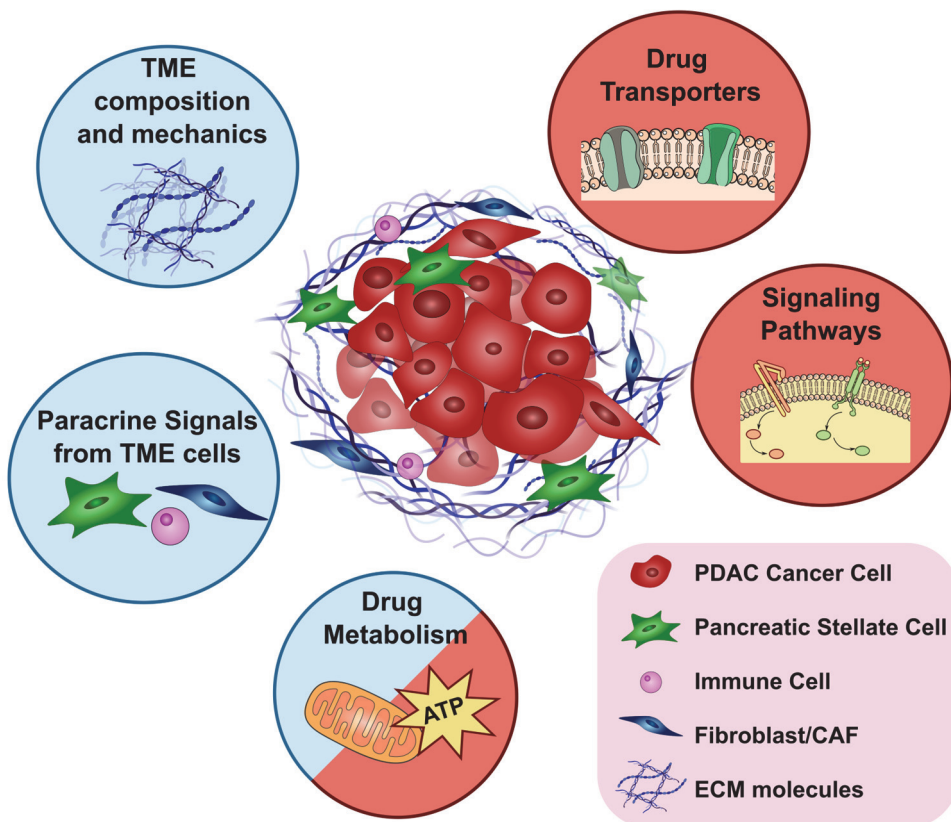 TME
composition
and mechanics
Drug
Transporters
Signaling
Pathways
Paracrine Signals
from TME cells
Drug
Metabolism
ATP
PDAC Cancer Cell
Pancreatic Stellate Cell
Immune Cell
Fibroblast/CAF
ECM molecules